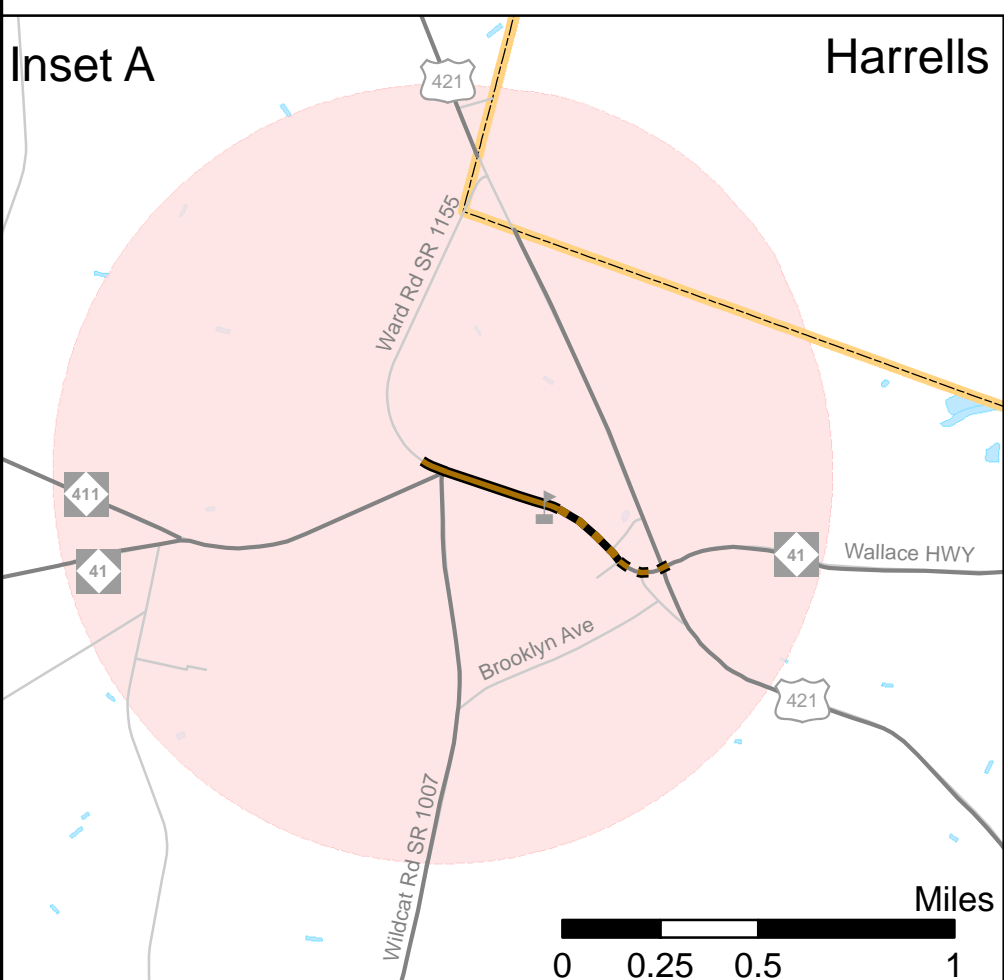 Inset A
Harrells
421
Ward Rd SR 1155
411
41
41
Wallace HWY
Brooklyn Ave
421
Wildcat Rd SR 1007
Miles
0 0.25 0.5 1